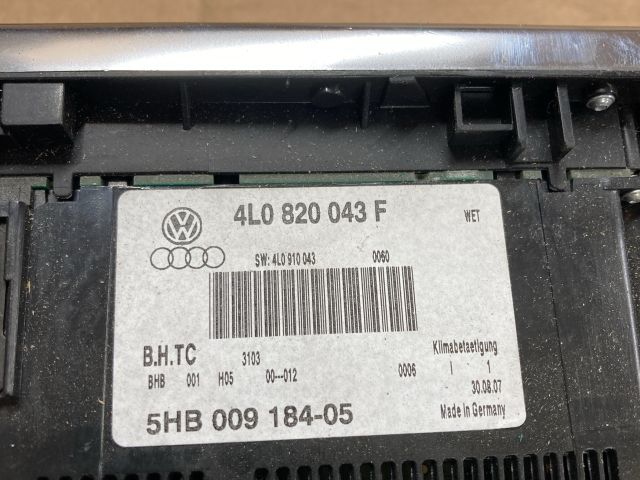 4L0 820 043 F WET
SW: 4L0 910 043 0060
B.H.TC 3103 Klimabetaetigung
BHB 001 H05 00---012 0006 I 1
30.08.07
5HB 009 184-05 Made in Germany